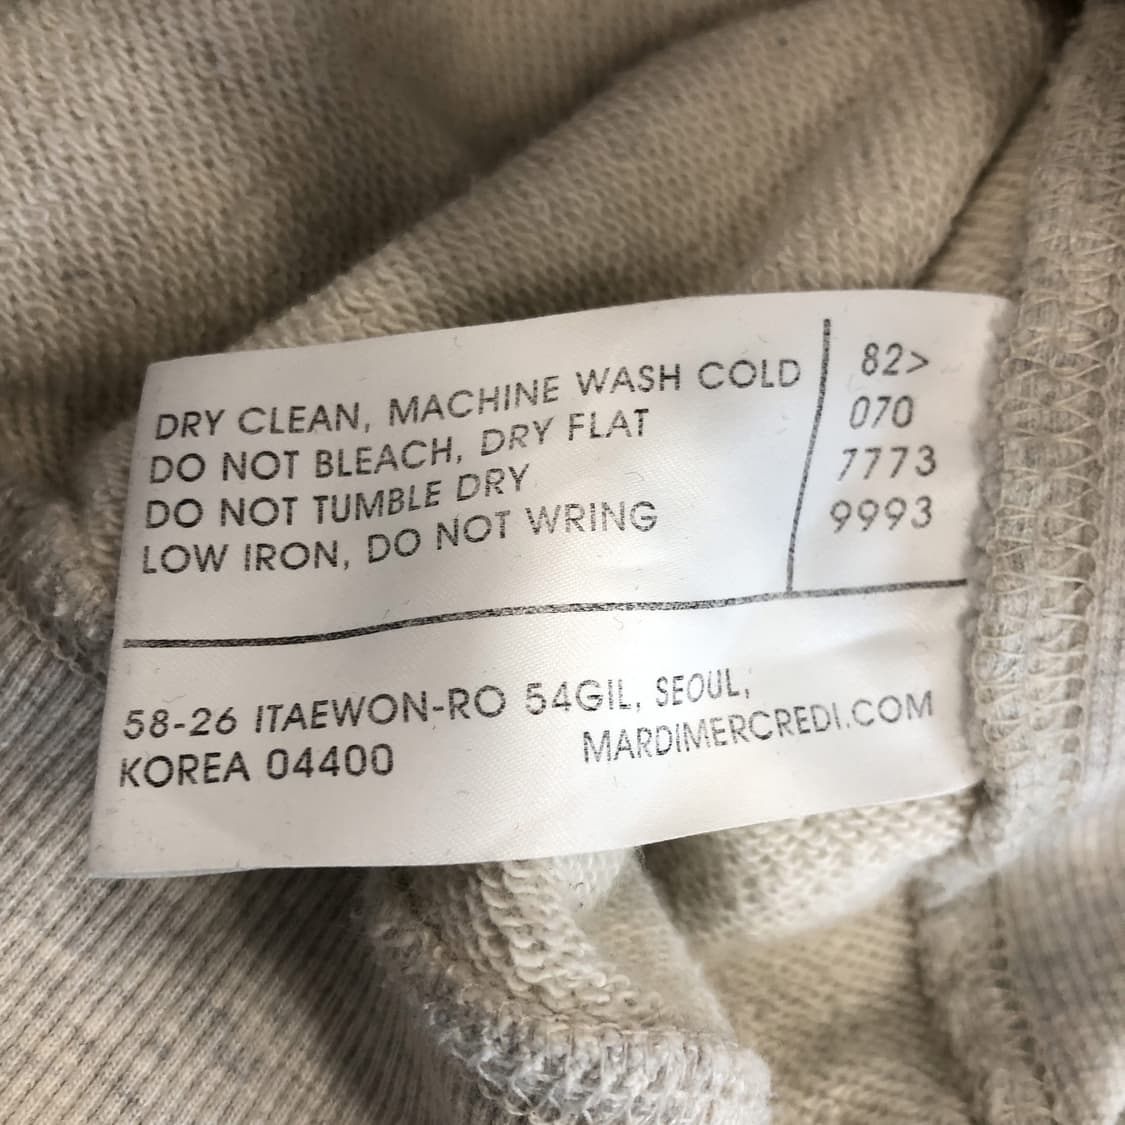 DRY CLEAN, MACHINE WASH COLD
DO NOT BLEACH, DRY FLAT
DO NOT TUMBLE DRY
LOW IRON, DO NOT WRING
82>
070
7773
9993
58-26 ITAEWON-RO 54GIL, SEOUL,
KOREA 04400
MARDIMERCREDI.COM